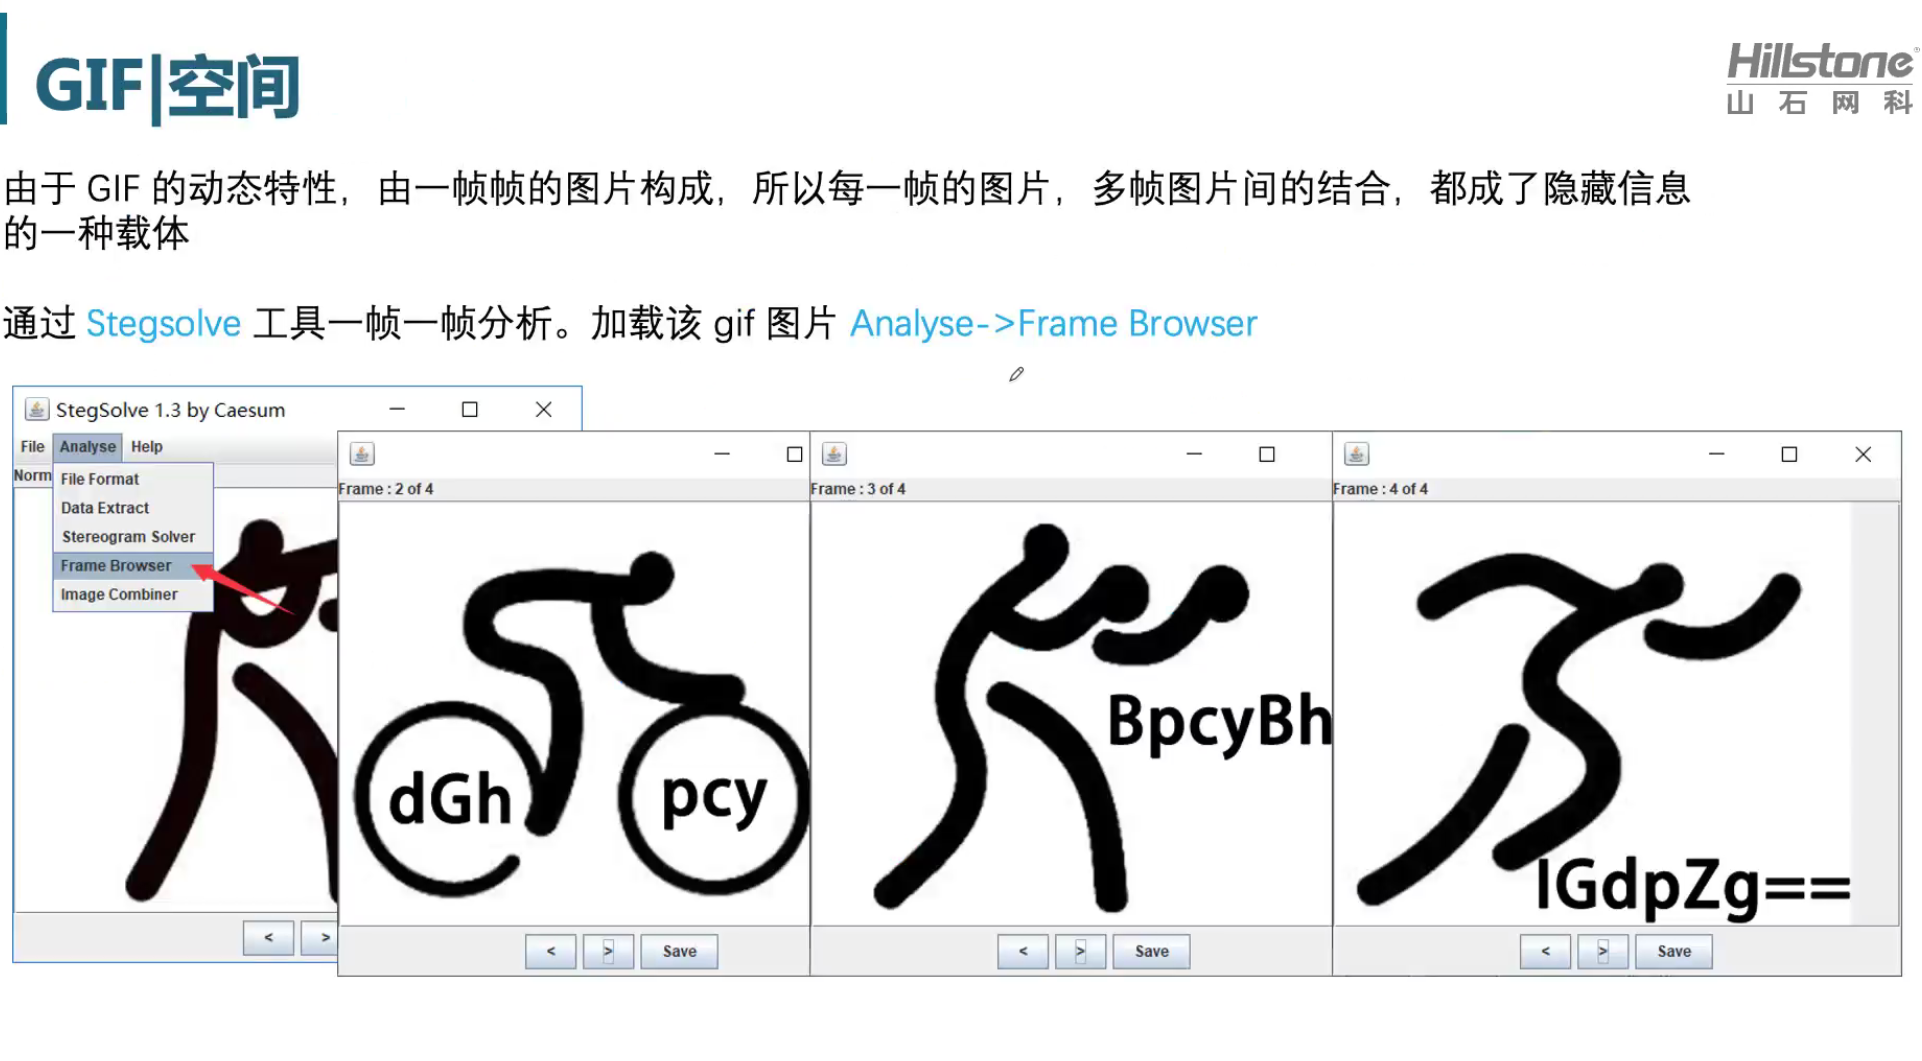 GIF|空间
Hillstone
山石网科
由于 GIF 的动态特性，由一帧帧的图片构成，所以每一帧的图片，多帧图片间的结合，都成了隐藏信息
的一种载体
通过 Stegsolve 工具一帧一帧分析。加载该 gif 图片 Analyse->Frame Browser
StegSolve 1.3 by Caesum
File Analyse Help
Norm
File Format
Data Extract
Stereogram Solver
Frame Browser
Image Combiner
< >
Frame : 2 of 4
dGh pcy
< > Save
Frame : 3 of 4
BpcyBh
< > Save
Frame : 4 of 4
IGdpZg==
< > Save